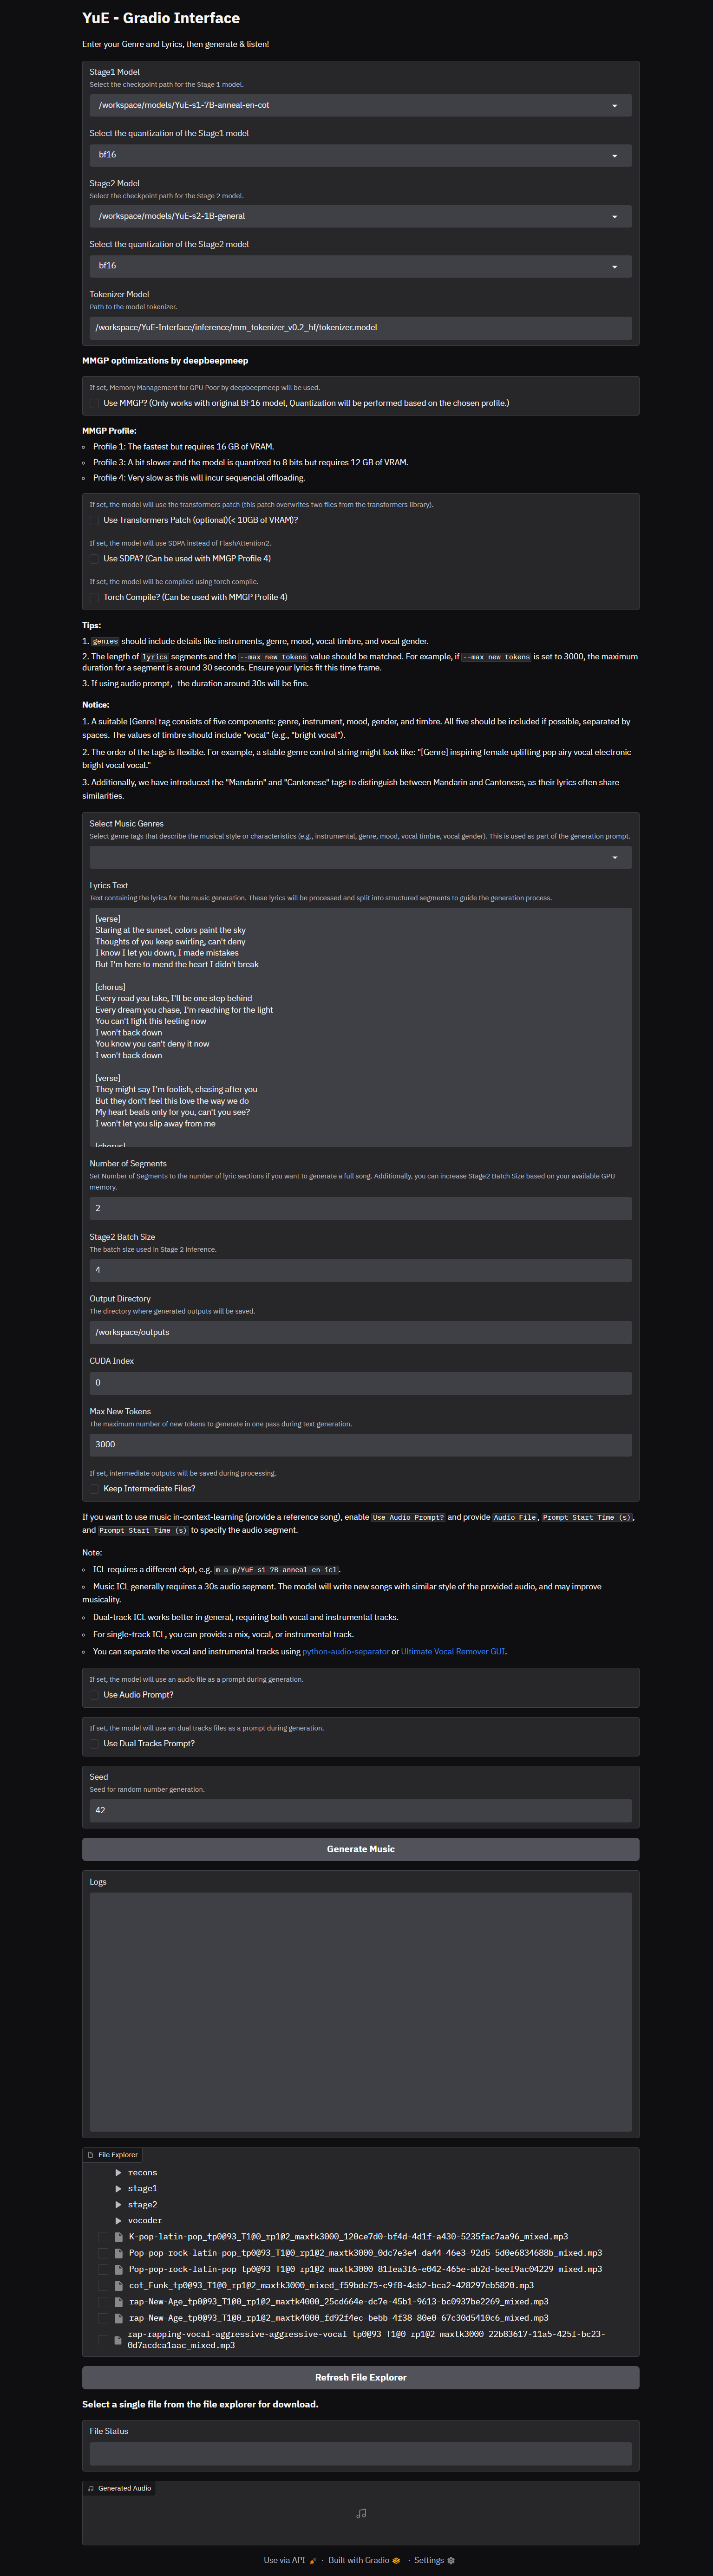 YuE - Gradio Interface
Enter your Genre and Lyrics, then generate & listen!
Stage1 Model
Select the checkpoint path for the Stage 1 model.
/workspace/models/YuE-s1-7B-anneal-en-cot
Select the quantization of the Stage1 model
bf16
Stage2 Model
Select the checkpoint path for the Stage 2 model.
/workspace/models/YuE-s2-1B-general
Select the quantization of the Stage2 model
bf16
Tokenizer Model
Path to the model tokenizer.
/workspace/YuE-Interface/inference/mm_tokenizer_v0.2_hf/tokenizer.model
MMGP optimizations by deepbeepmeep
If set, Memory Management for GPU Poor by deepbeepmeep will be used.
Use MMGP? (Only works with original BF16 model, Quantization will be performed based on the chosen profile.)
MMGP Profile:
Profile 1: The fastest but requires 16 GB of VRAM.
Profile 3: A bit slower and the model is quantized to 8 bits but requires 12 GB of VRAM.
Profile 4: Very slow as this will incur sequencial offloading.
If set, the model will use the transformers patch (this patch overwrites two files from the transformers library).
Use Transformers Patch (optional)(< 10GB of VRAM)?
If set, the model will use SDPA instead of FlashAttention2.
Use SDPA? (Can be used with MMGP Profile 4)
If set, the model will be compiled using torch compile.
Torch Compile? (Can be used with MMGP Profile 4)
Tips:
1. genres should include details like instruments, genre, mood, vocal timbre, and vocal gender.
2. The length of lyrics segments and the --max_new_tokens value should be matched. For example, if --max_new_tokens is set to 3000, the maximum
duration for a segment is around 30 seconds. Ensure your lyrics fit this time frame.
3. If using audio prompt，the duration around 30s will be fine.
Notice:
1. A suitable [Genre] tag consists of five components: genre, instrument, mood, gender, and timbre. All five should be included if possible, separated by
spaces. The values of timbre should include "vocal" (e.g., "bright vocal").
2. The order of the tags is flexible. For example, a stable genre control string might look like: "[Genre] inspiring female uplifting pop airy vocal electronic
bright vocal vocal."
3. Additionally, we have introduced the "Mandarin" and "Cantonese" tags to distinguish between Mandarin and Cantonese, as their lyrics often share
similarities.
Select Music Genres
Select genre tags that describe the musical style or characteristics (e.g., instrumental, genre, mood, vocal timbre, vocal gender). This is used as part of the generation prompt.
Lyrics Text
Text containing the lyrics for the music generation. These lyrics will be processed and split into structured segments to guide the generation process.
[verse]
Staring at the sunset, colors paint the sky
Thoughts of you keep swirling, can't deny
I know I let you down, I made mistakes
But I'm here to mend the heart I didn't break
[chorus]
Every road you take, I'll be one step behind
Every dream you chase, I'm reaching for the light
You can't fight this feeling now
I won't back down
You know you can't deny it now
I won't back down
[verse]
They might say I'm foolish, chasing after you
But they don't feel this love the way we do
My heart beats only for you, can't you see?
I won't let you slip away from me
[chorus]
Number of Segments
Set Number of Segments to the number of lyric sections if you want to generate a full song. Additionally, you can increase Stage2 Batch Size based on your available GPU
memory.
2
Stage2 Batch Size
The batch size used in Stage 2 inference.
4
Output Directory
The directory where generated outputs will be saved.
/workspace/outputs
CUDA Index
0
Max New Tokens
The maximum number of new tokens to generate in one pass during text generation.
3000
If set, intermediate outputs will be saved during processing.
Keep Intermediate Files?
If you want to use music in-context-learning (provide a reference song), enable Use Audio Prompt? and provide Audio File, Prompt Start Time (s),
and Prompt Start Time (s) to specify the audio segment.
Note:
ICL requires a different ckpt, e.g. m-a-p/YuE-s1-7B-anneal-en-icl.
Music ICL generally requires a 30s audio segment. The model will write new songs with similar style of the provided audio, and may improve
musicality.
Dual-track ICL works better in general, requiring both vocal and instrumental tracks.
For single-track ICL, you can provide a mix, vocal, or instrumental track.
You can separate the vocal and instrumental tracks using python-audio-separator or Ultimate Vocal Remover GUI.
If set, the model will use an audio file as a prompt during generation.
Use Audio Prompt?
If set, the model will use an dual tracks files as a prompt during generation.
Use Dual Tracks Prompt?
Seed
Seed for random number generation.
42
Generate Music
Logs
File Explorer
recons
stage1
stage2
vocoder
K-pop-latin-pop_tp0@93_T1@0_rp1@2_maxtk3000_120ce7d0-bf4d-4d1f-a430-5235fac7aa96_mixed.mp3
Pop-pop-rock-latin-pop_tp0@93_T1@0_rp1@2_maxtk3000_0dc7e3e4-da44-46e3-92d5-5d0e6834688b_mixed.mp3
Pop-pop-rock-latin-pop_tp0@93_T1@0_rp1@2_maxtk3000_81fea3f6-e042-465e-ab2d-beef9ac04229_mixed.mp3
cot_Funk_tp0@93_T1@0_rp1@2_maxtk3000_mixed_f59bde75-c9f8-4eb2-bca2-428297eb5820.mp3
rap-New-Age_tp0@93_T1@0_rp1@2_maxtk4000_25cd664e-dc7e-45b1-9613-bc0937be2269_mixed.mp3
rap-New-Age_tp0@93_T1@0_rp1@2_maxtk4000_fd92f4ec-bebb-4f38-80e0-67c30d5410c6_mixed.mp3
rap-rapping-vocal-aggressive-aggressive-vocal_tp0@93_T1@0_rp1@2_maxtk3000_22b83617-11a5-425f-bc23-
0d7acdca1aac_mixed.mp3
Refresh File Explorer
Select a single file from the file explorer for download.
File Status
Generated Audio
Use via API · Built with Gradio · Settings